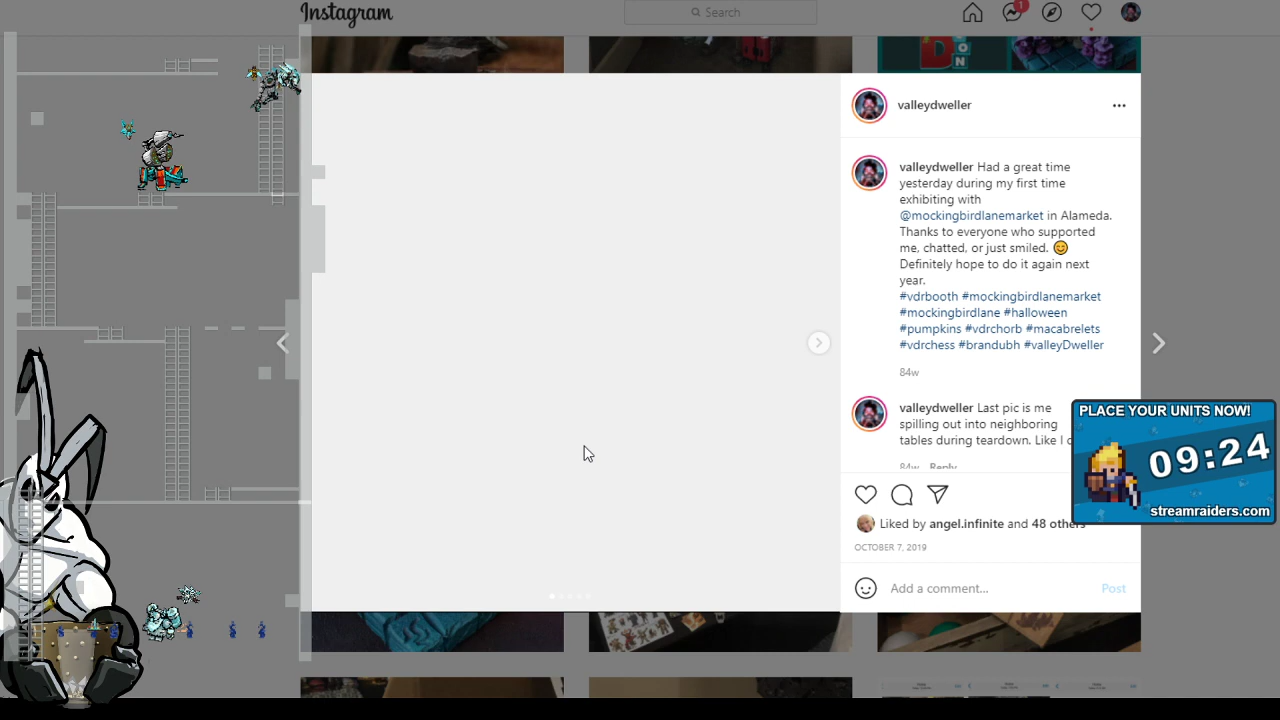 Instagram
Search
1
D
ON
valleydweller
valleydweller Had a great time
yesterday during my first time
exhibiting with
@mockingbirdlanemarket in Alameda.
Thanks to everyone who supported
me, chatted, or just smiled. 😊
Definitely hope to do it again next
year.
#vdrbooth #mockingbirdlanemarket
#mockingbirdlane #halloween
#pumpkins #vdrchorb #macabrelets
#vdrchess #brandubh #valleyDweller
84w
valleydweller Last pic is me
spilling out into neighboring
tables during teardown. Like I
84w Reply
PLACE YOUR UNITS NOW!
09:24
streamraiders.com
Liked by angel.infinite and 48 others
OCTOBER 7, 2019
Add a comment...
Post